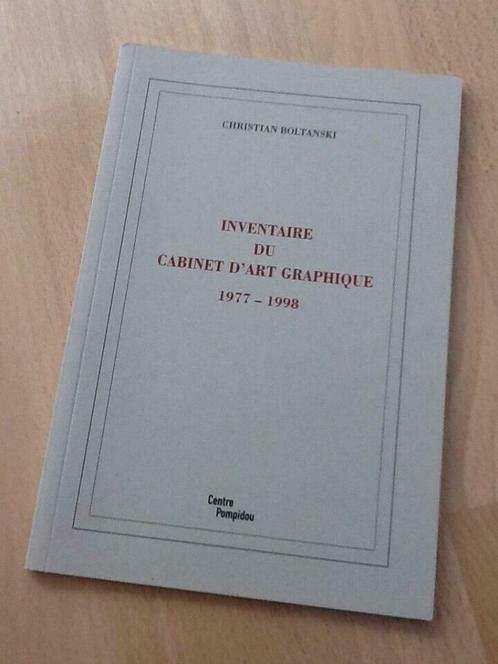 CHRISTIAN BOLTANSKI
INVENTAIRE
DU
CABINET D'ART GRAPHIQUE
1977 – 1998
Centre
Pompidou